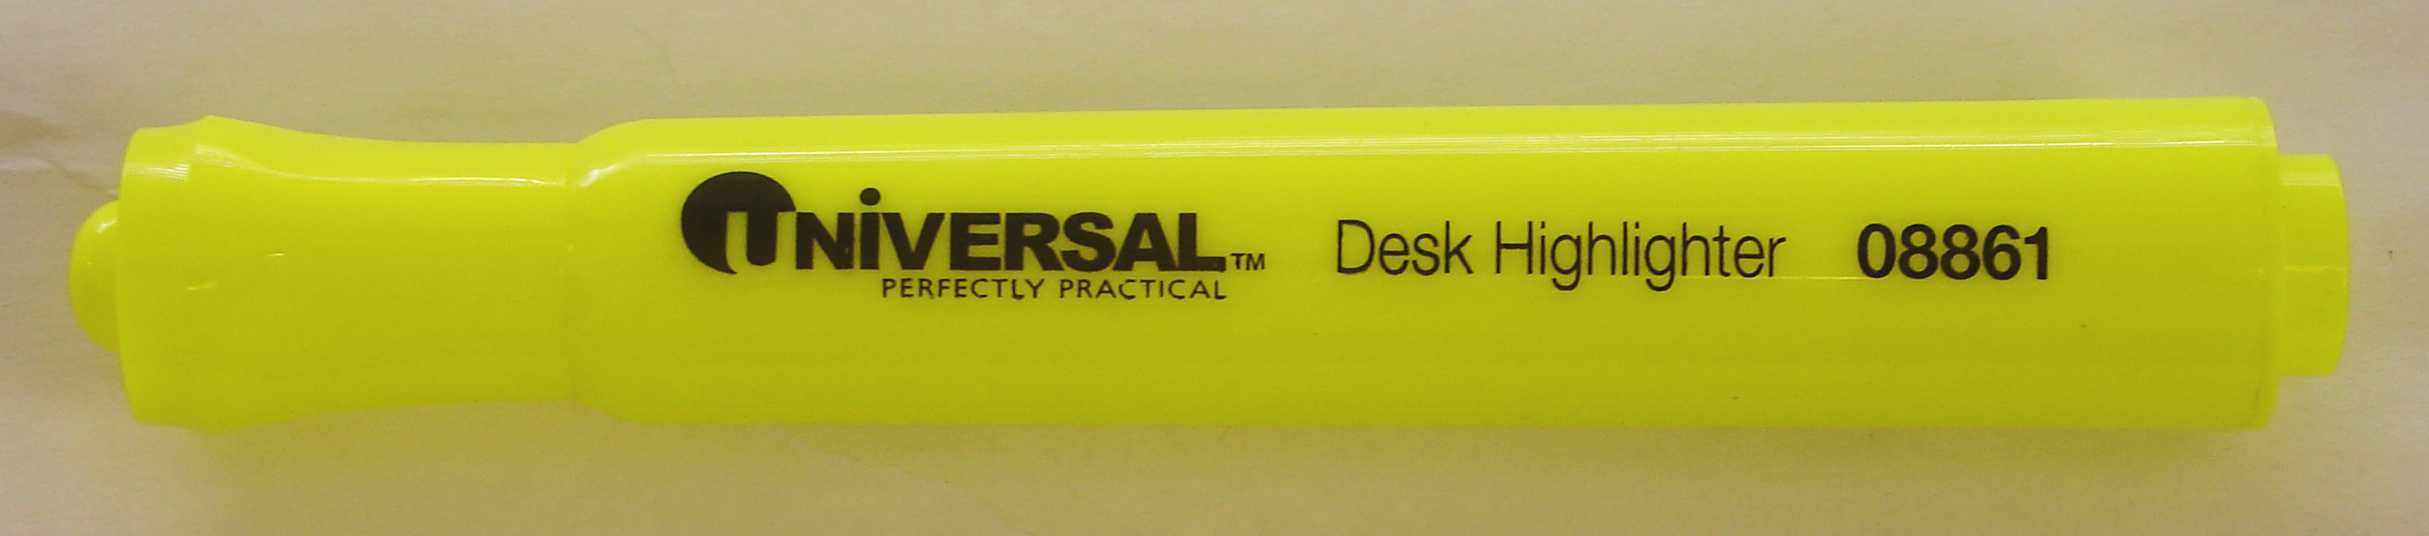 UNiVERSAL™ Desk Highlighter 08861
PERFECTLY PRACTICAL